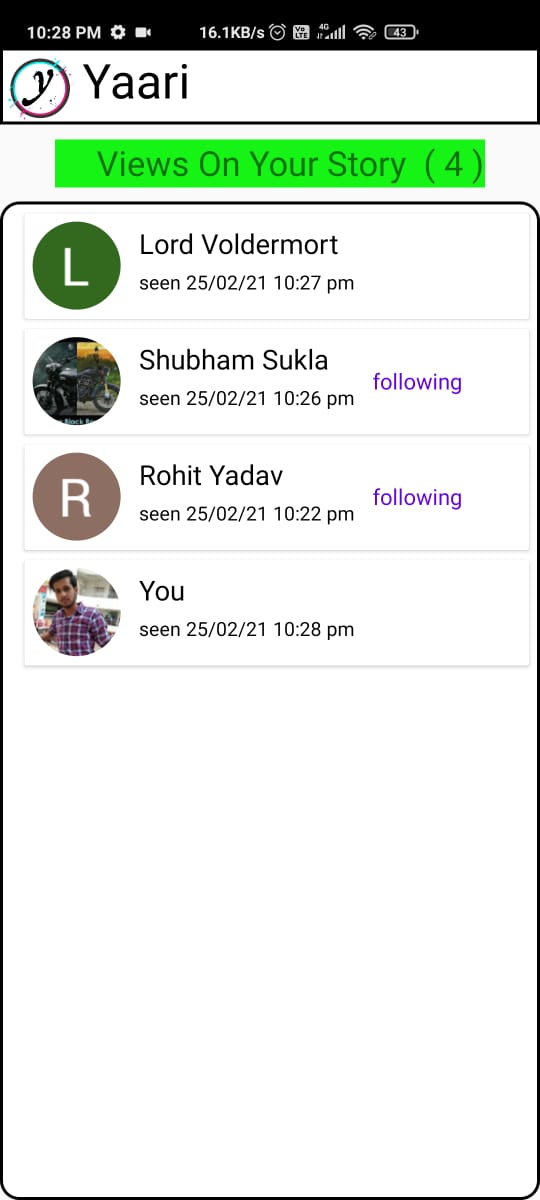 10:28 PM 16.1KB/s Vo LTE 4G 43
y Yaari
Views On Your Story ( 4 )
L
Lord Voldermort
seen 25/02/21 10:27 pm
Shubham Sukla
seen 25/02/21 10:26 pm
following
R
Rohit Yadav
seen 25/02/21 10:22 pm
following
You
seen 25/02/21 10:28 pm